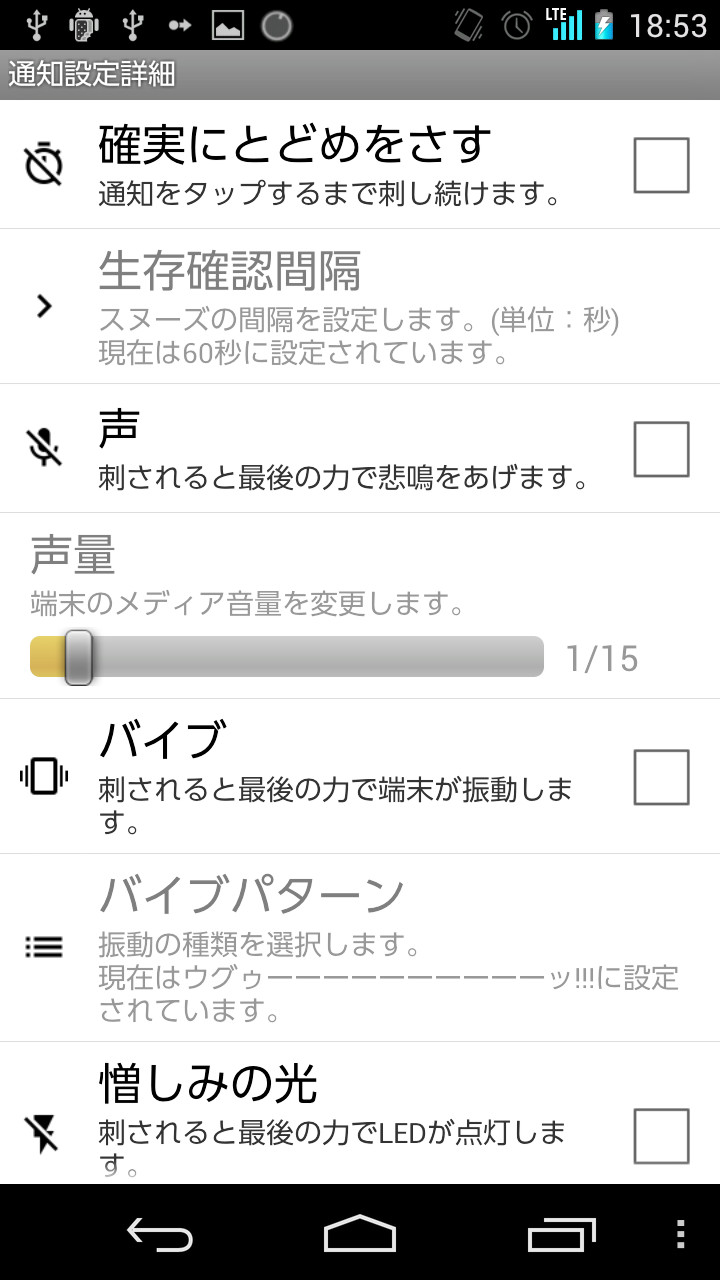 LTE 18:53
通知設定詳細
確実にとどめをさす
通知をタップするまで刺し続けます。
生存確認間隔
スヌーズの間隔を設定します。(単位：秒)
現在は60秒に設定されています。
声
刺されると最後の力で悲鳴をあげます。
声量
端末のメディア音量を変更します。
1/15
バイブ
刺されると最後の力で端末が振動しま
す。
バイブパターン
振動の種類を選択します。
現在はウグゥーーーーーーーーーーッ!!!に設定
されています。
憎しみの光
刺されると最後の力でLEDが点灯しま
す。